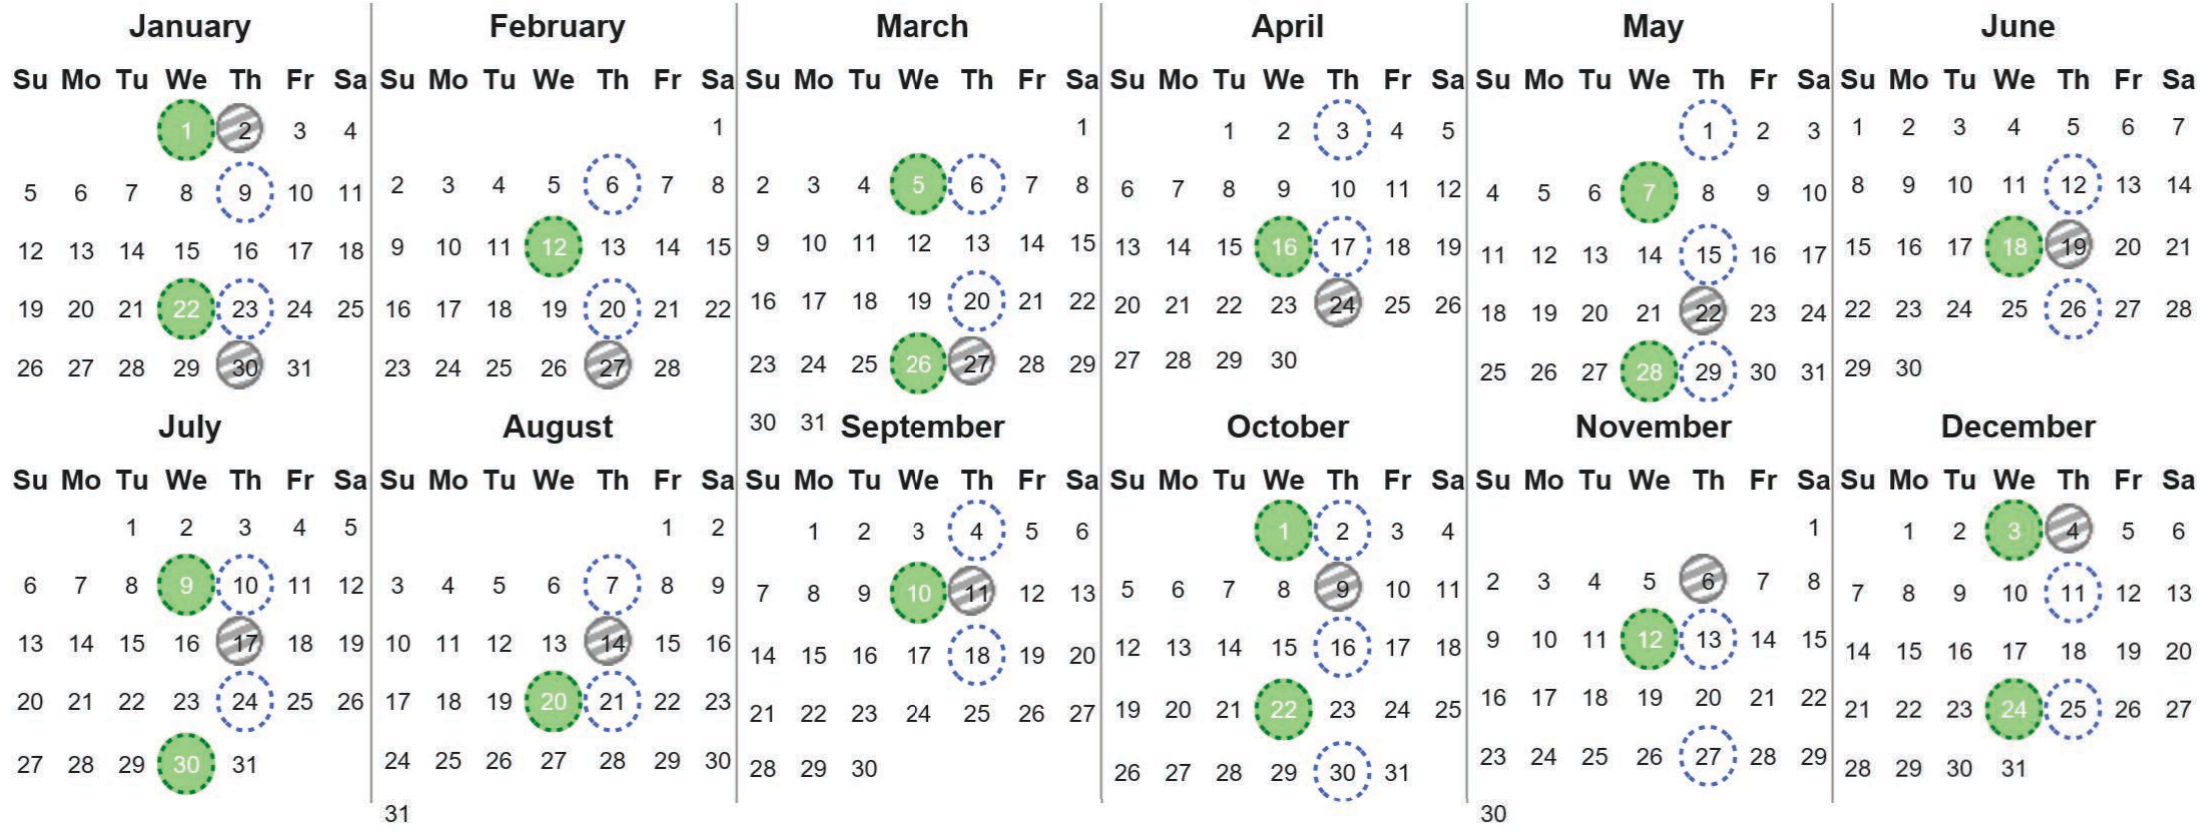 January February March April May June
Su Mo Tu We Th Fr Sa Su Mo Tu We Th Fr Sa Su Mo Tu We Th Fr Sa Su Mo Tu We Th Fr Sa Su Mo Tu We Th Fr Sa Su Mo Tu We Th Fr Sa
1 2 3 4 1 1 1 2 3 4 5 1 2 3 1 2 3 4 5 6 7
5 6 7 8 9 10 11 2 3 4 5 6 7 8 2 3 4 5 6 7 8 6 7 8 9 10 11 12 4 5 6 7 8 9 10 8 9 10 11 12 13 14
12 13 14 15 16 17 18 9 10 11 12 13 14 15 9 10 11 12 13 14 15 13 14 15 16 17 18 19 11 12 13 14 15 16 17 15 16 17 18 19 20 21
19 20 21 22 23 24 25 16 17 18 19 20 21 22 16 17 18 19 20 21 22 20 21 22 23 24 25 26 18 19 20 21 22 23 24 22 23 24 25 26 27 28
26 27 28 29 30 31 23 24 25 26 27 28 23 24 25 26 27 28 29 27 28 29 30 25 26 27 28 29 30 31 29 30
30 31
July August September October November December
Su Mo Tu We Th Fr Sa Su Mo Tu We Th Fr Sa Su Mo Tu We Th Fr Sa Su Mo Tu We Th Fr Sa Su Mo Tu We Th Fr Sa Su Mo Tu We Th Fr Sa
1 2 3 4 5 1 2 1 2 3 4 5 6 1 2 3 4 1 1 2 3 4 5 6
6 7 8 9 10 11 12 3 4 5 6 7 8 9 7 8 9 10 11 12 13 5 6 7 8 9 10 11 2 3 4 5 6 7 8 7 8 9 10 11 12 13
13 14 15 16 17 18 19 10 11 12 13 14 15 16 14 15 16 17 18 19 20 12 13 14 15 16 17 18 9 10 11 12 13 14 15 14 15 16 17 18 19 20
20 21 22 23 24 25 26 17 18 19 20 21 22 23 21 22 23 24 25 26 27 19 20 21 22 23 24 25 16 17 18 19 20 21 22 21 22 23 24 25 26 27
27 28 29 30 31 24 25 26 27 28 29 30 28 29 30 26 27 28 29 30 31 23 24 25 26 27 28 29 28 29 30 31
31 30